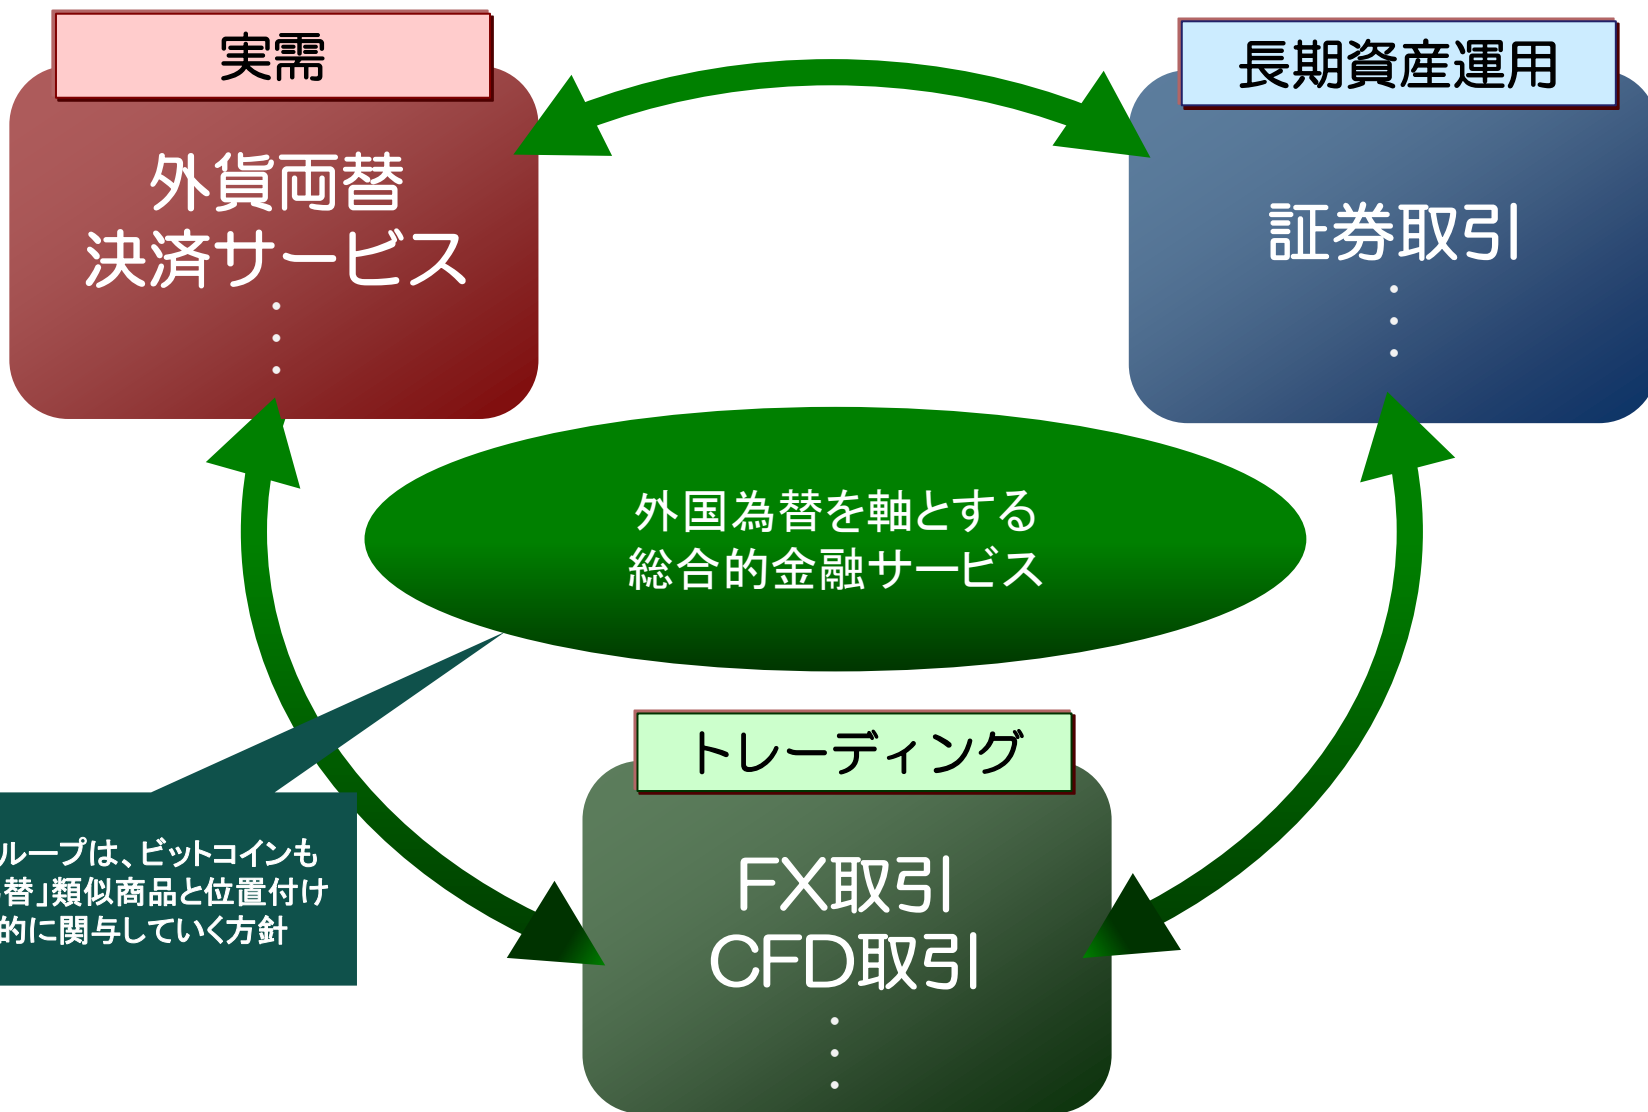 実需
外貨両替
決済サービス
・
・
・
長期資産運用
証券取引
・
・
・
外国為替を軸とする
総合的金融サービス
ループは、ビットコインも
替」類似商品と位置付け
的に関与していく方針
トレーディング
FX取引
CFD取引
・
・
・